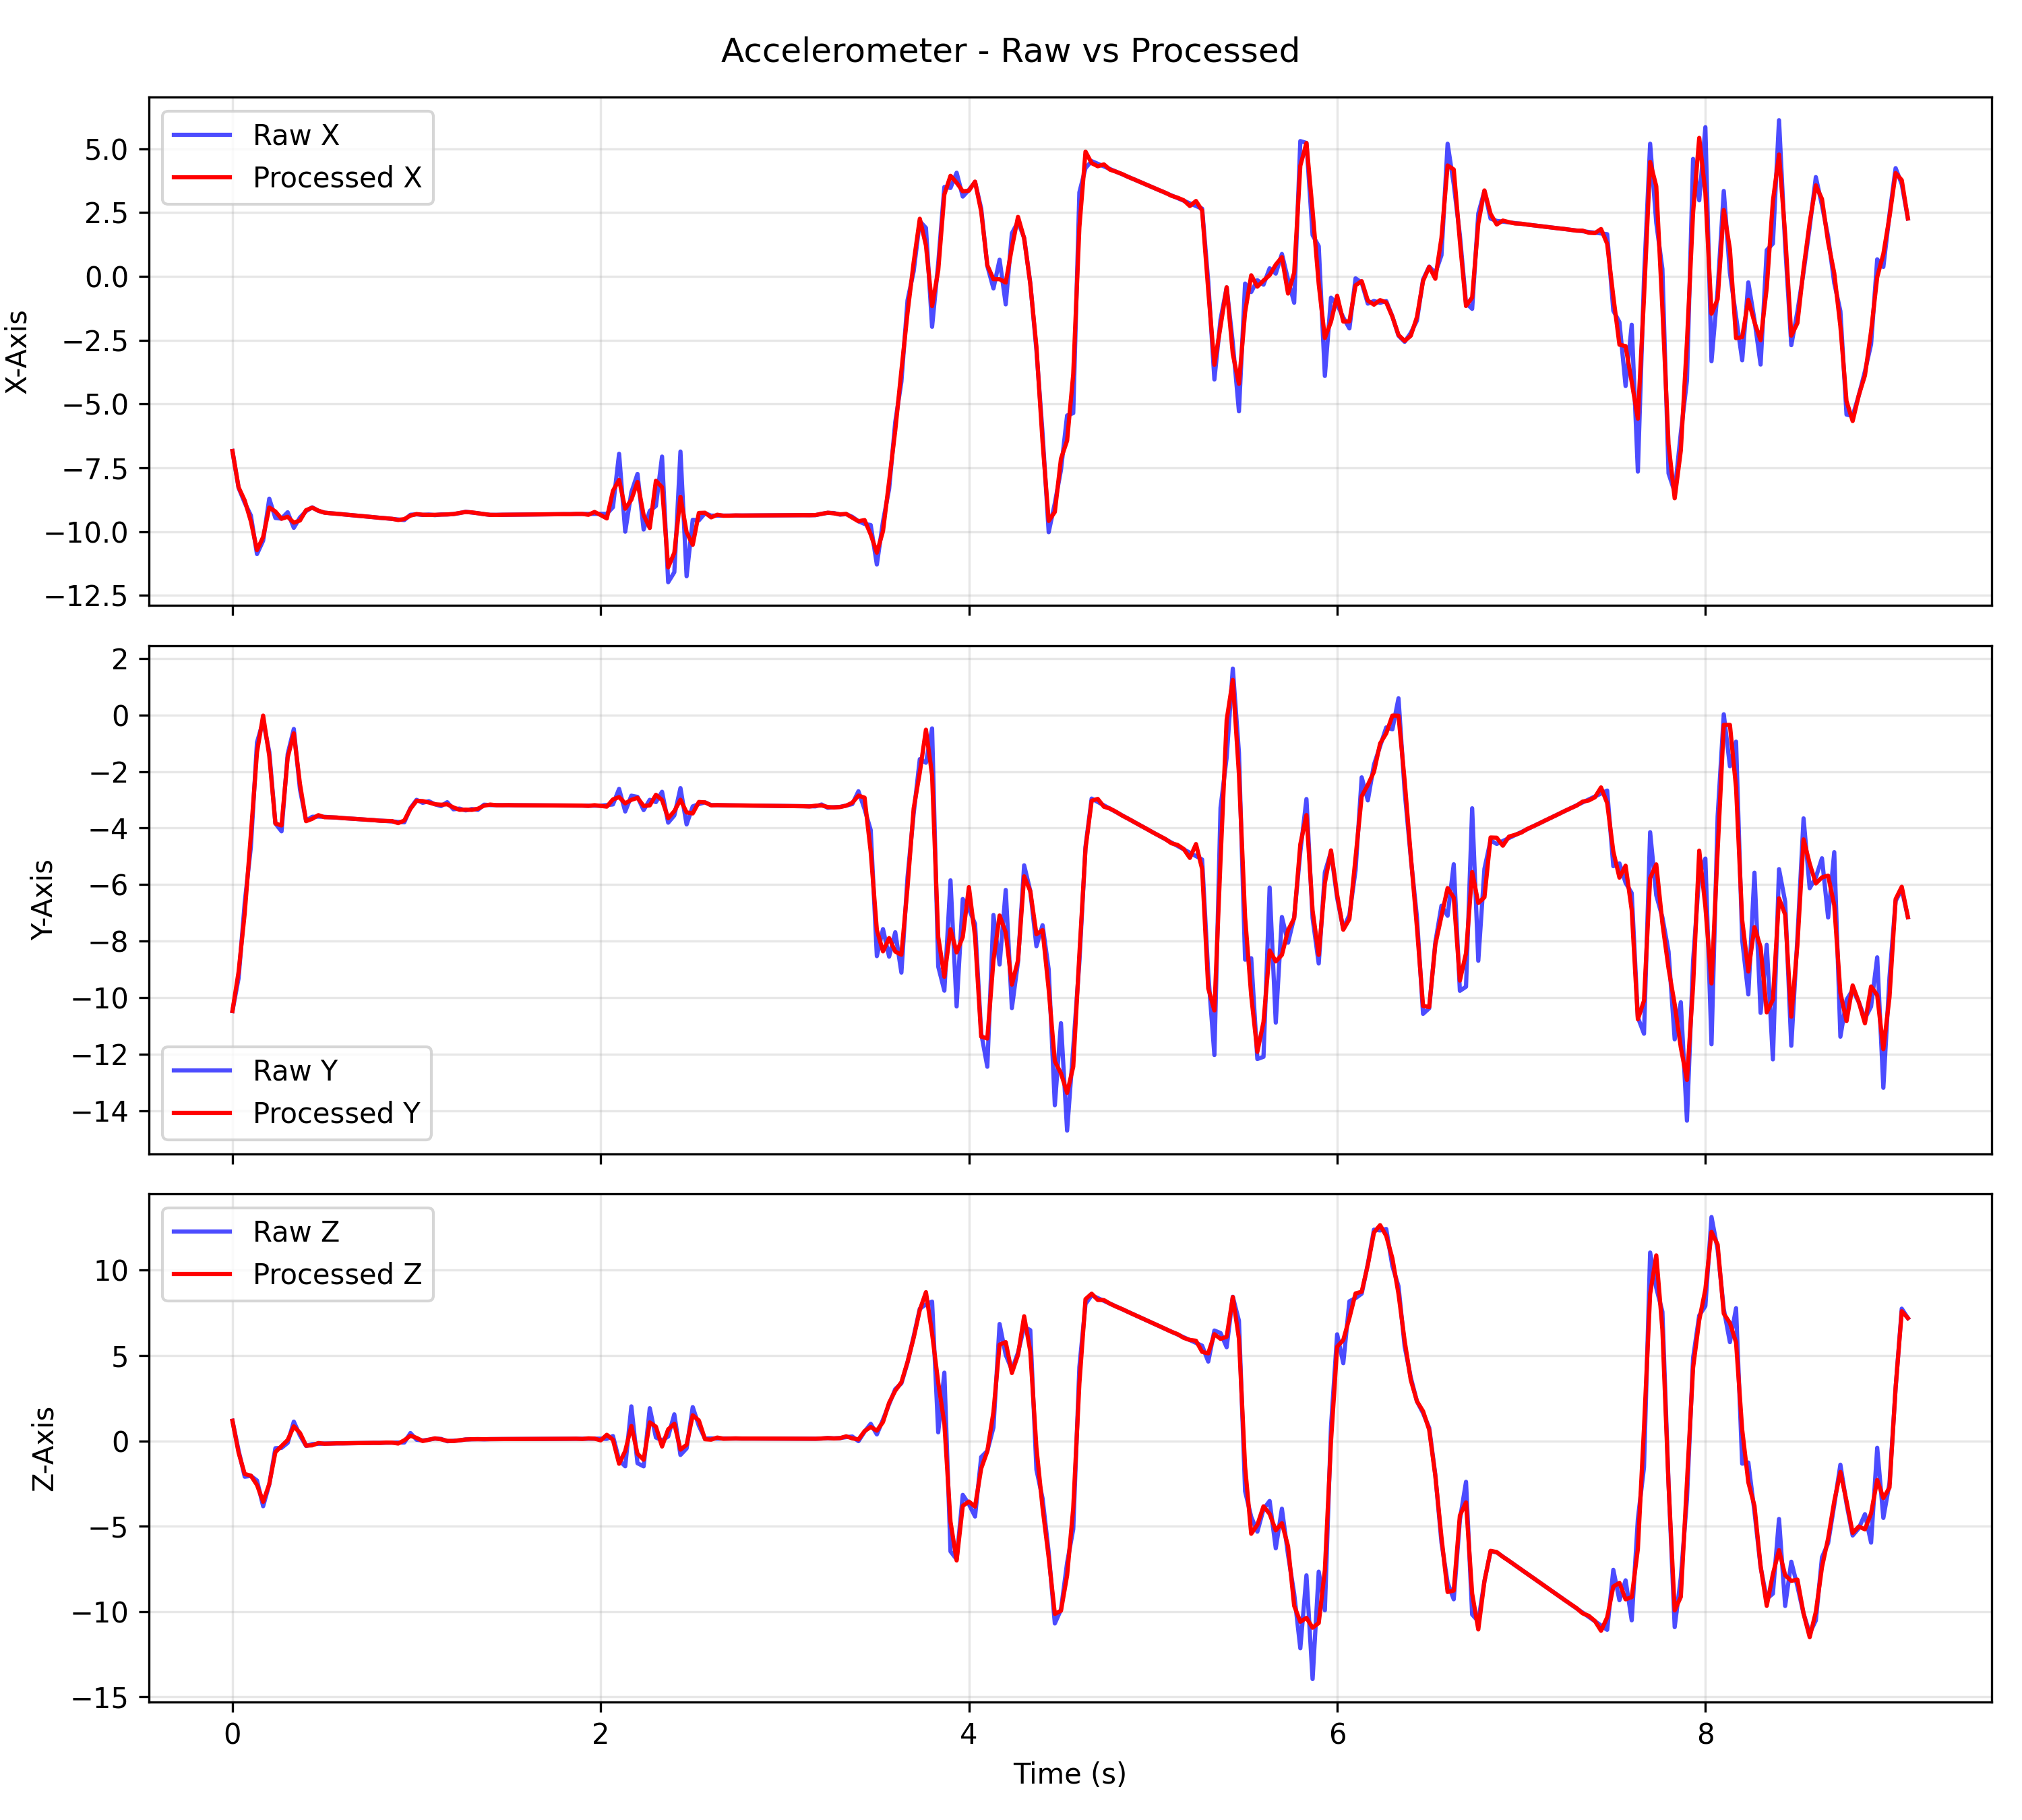 Accelerometer - Raw vs Processed
Raw X
Processed X
5.0
2.5
0.0
−2.5
−5.0
−7.5
−10.0
−12.5
X-Axis
2
0
−2
−4
−6
−8
−10
−12
−14
Y-Axis
Raw Y
Processed Y
Raw Z
Processed Z
10
5
0
−5
−10
−15
Z-Axis
0 2 4 6 8
Time (s)